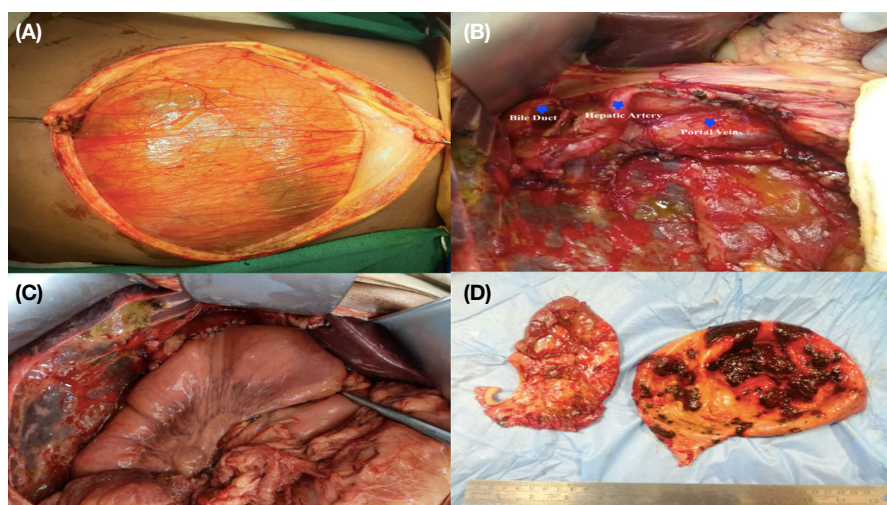 (A)
(B)
Bile Duct
Hepatic Artery
Portal Vein
(C)
(D)